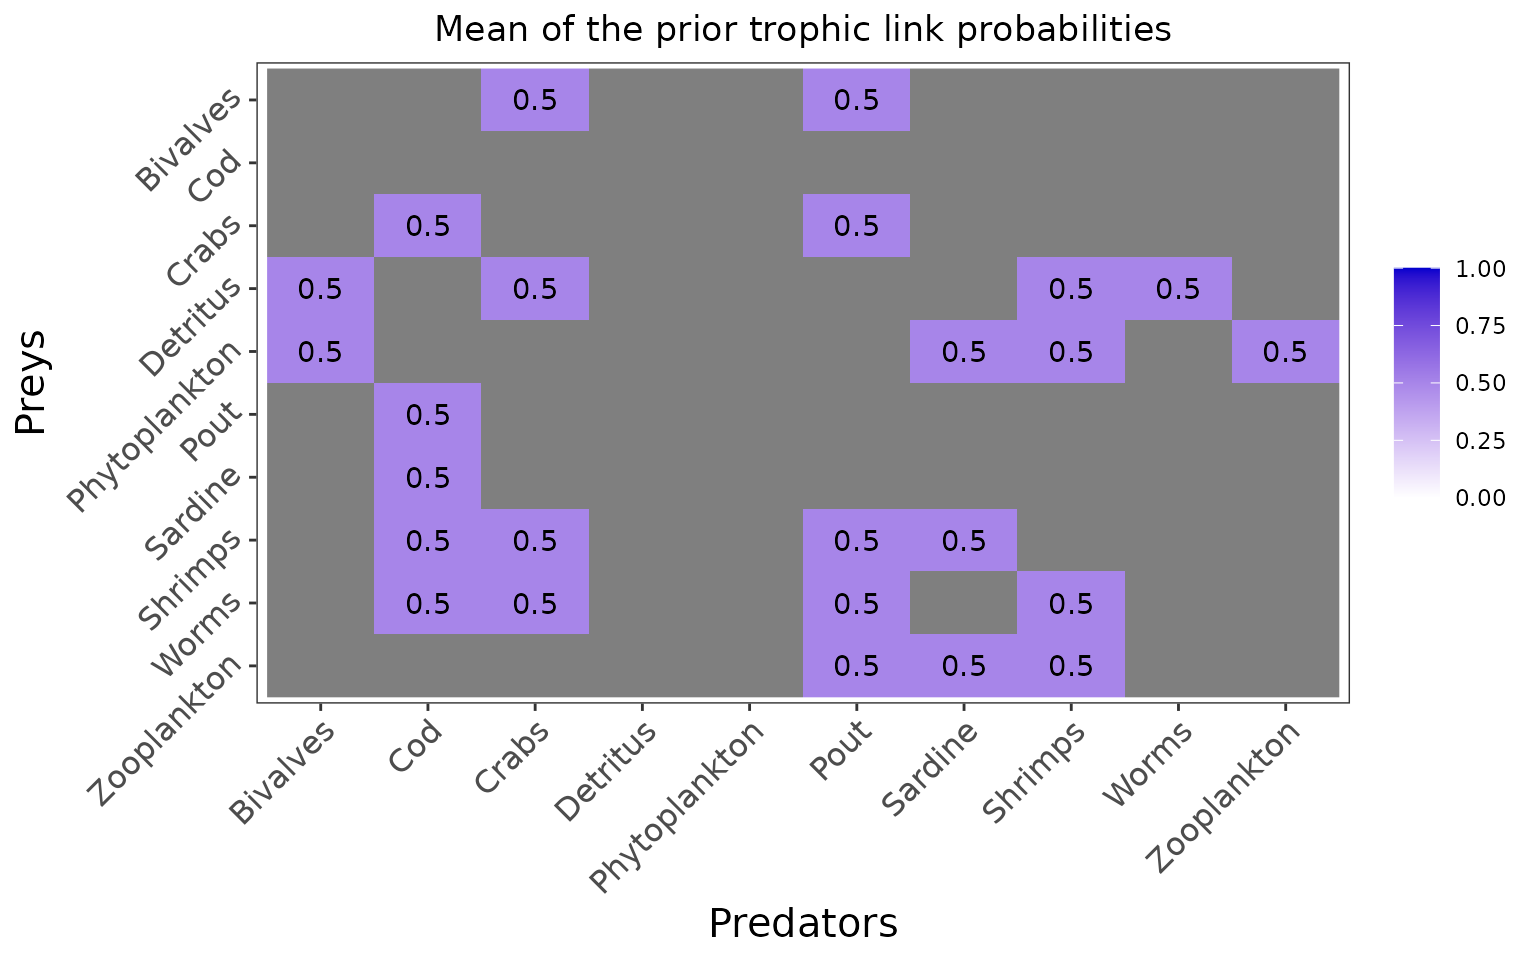 Mean of the prior trophic link probabilities
Preys
Bivalves 0.5 0.5
Cod
Crabs 0.5 0.5
Detritus 0.5 0.5 0.5 0.5
Phytoplankton 0.5 0.5 0.5 0.5
Pout 0.5
Sardine 0.5
Shrimps 0.5 0.5 0.5 0.5
Worms 0.5 0.5 0.5 0.5
Zooplankton 0.5 0.5 0.5
Bivalves Cod Crabs Detritus Phytoplankton Pout Sardine Shrimps Worms Zooplankton
Predators
1.00
0.75
0.50
0.25
0.00